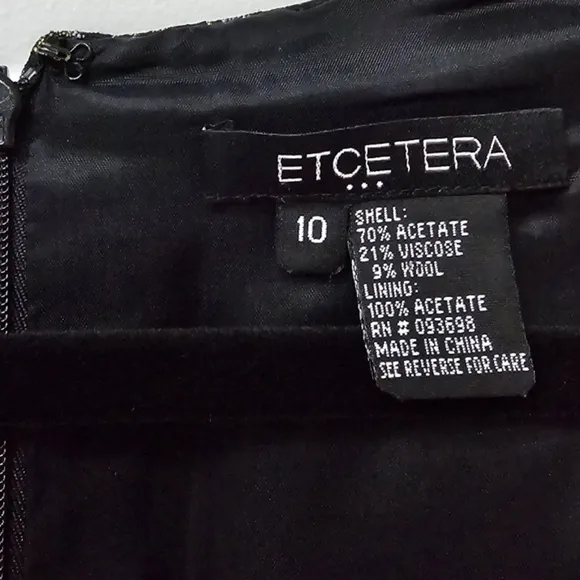 ETCETERA
10
SHELL:
70% ACETATE
21% VISCOSE
9% WOOL
LINING:
100% ACETATE
RN # 093698
MADE IN CHINA
SEE REVERSE FOR CARE